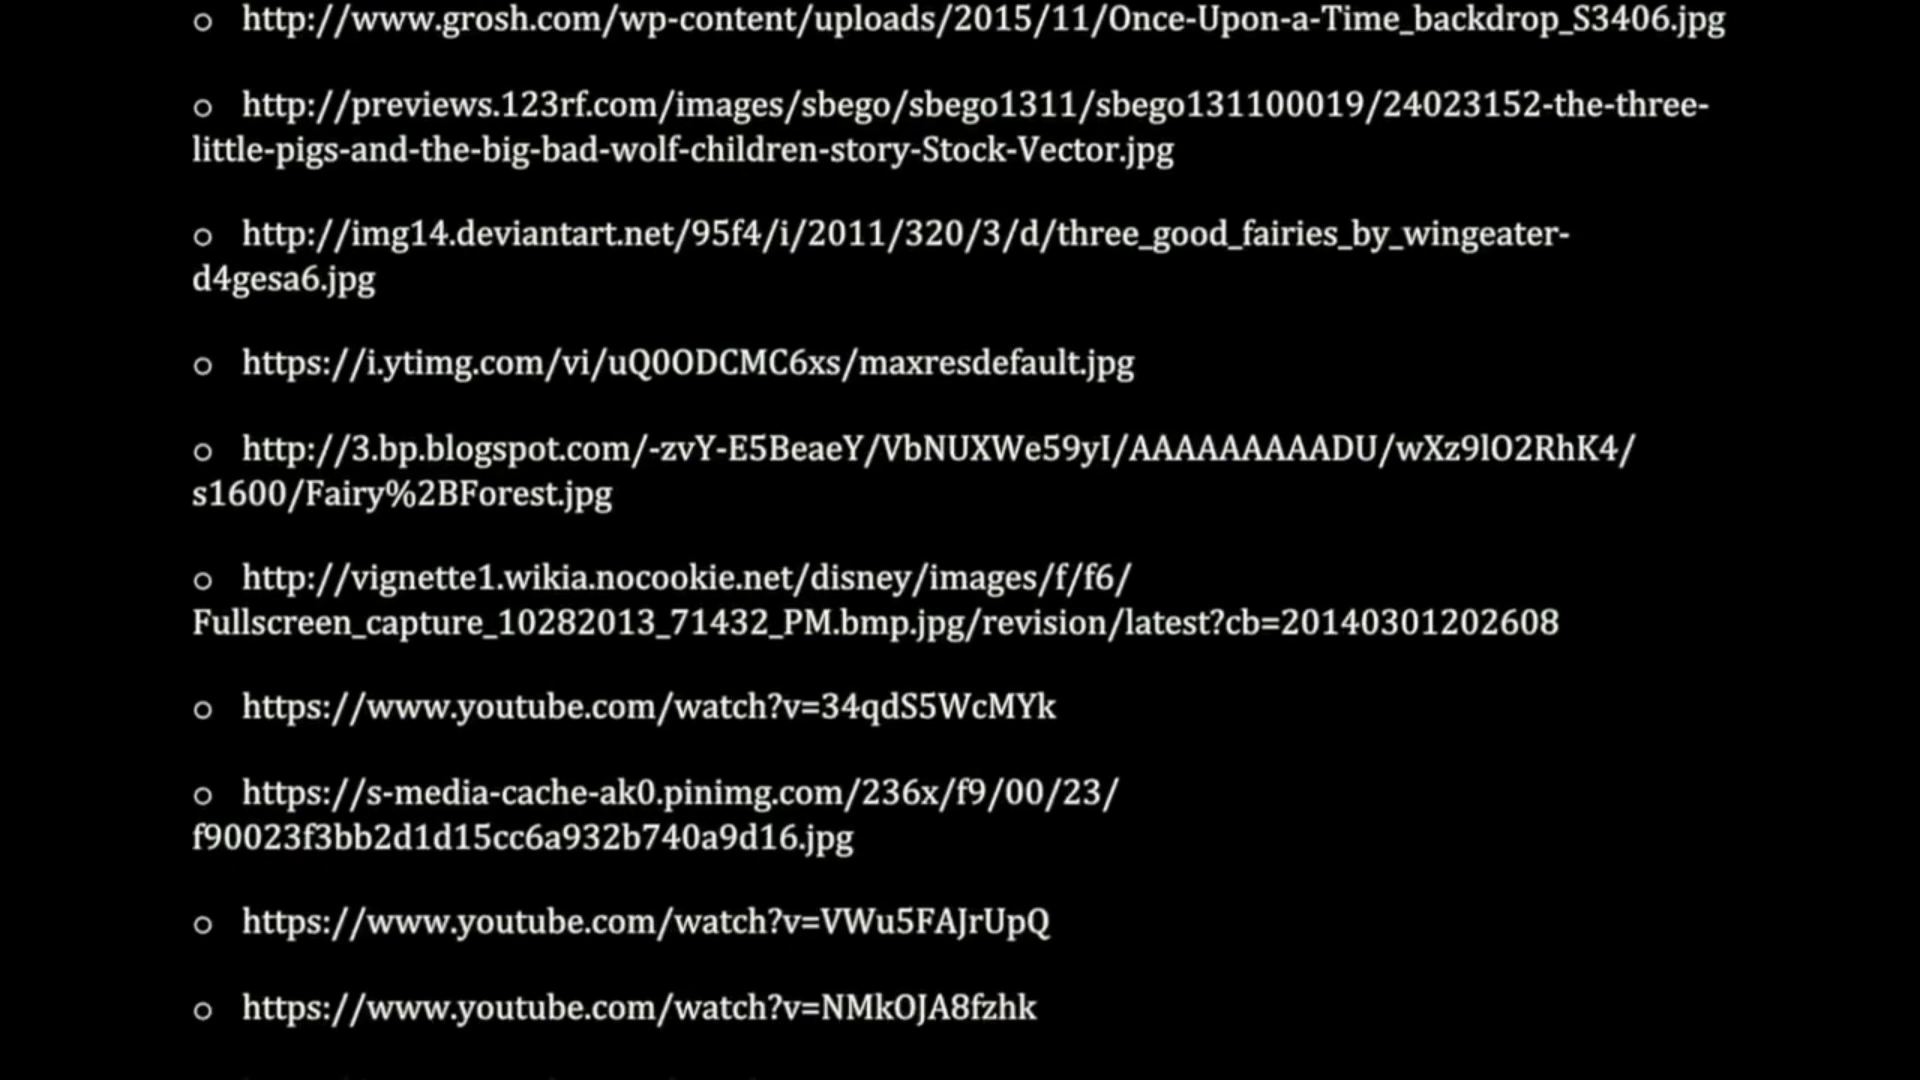 ○ http://www.grosh.com/wp-content/uploads/2015/11/Once-Upon-a-Time_backdrop_S3406.jpg
○ http://previews.123rf.com/images/sbego/sbego1311/sbego131100019/24023152-the-three-
little-pigs-and-the-big-bad-wolf-children-story-Stock-Vector.jpg
○ http://img14.deviantart.net/95f4/i/2011/320/3/d/three_good_fairies_by_wingeater-
d4gesa6.jpg
○ https://i.ytimg.com/vi/uQ0ODCMC6xs/maxresdefault.jpg
○ http://3.bp.blogspot.com/-zvY-E5BeaeY/VbNUXWe59yI/AAAAAAAAADU/wXz9lO2RhK4/
s1600/Fairy%2BForest.jpg
○ http://vignette1.wikia.nocookie.net/disney/images/f/f6/
Fullscreen_capture_10282013_71432_PM.bmp.jpg/revision/latest?cb=20140301202608
○ https://www.youtube.com/watch?v=34qdS5WcMYk
○ https://s-media-cache-ak0.pinimg.com/236x/f9/00/23/
f90023f3bb2d1d15cc6a932b740a9d16.jpg
○ https://www.youtube.com/watch?v=VWu5FAJrUpQ
○ https://www.youtube.com/watch?v=NMkOJA8fzhk